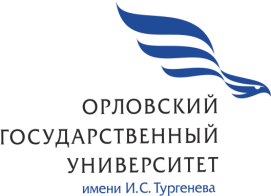 ОРЛОВСКИЙ
ГОСУДАРСТВЕННЫЙ
УНИВЕРСИТЕТ
имени И.С. Тургенева